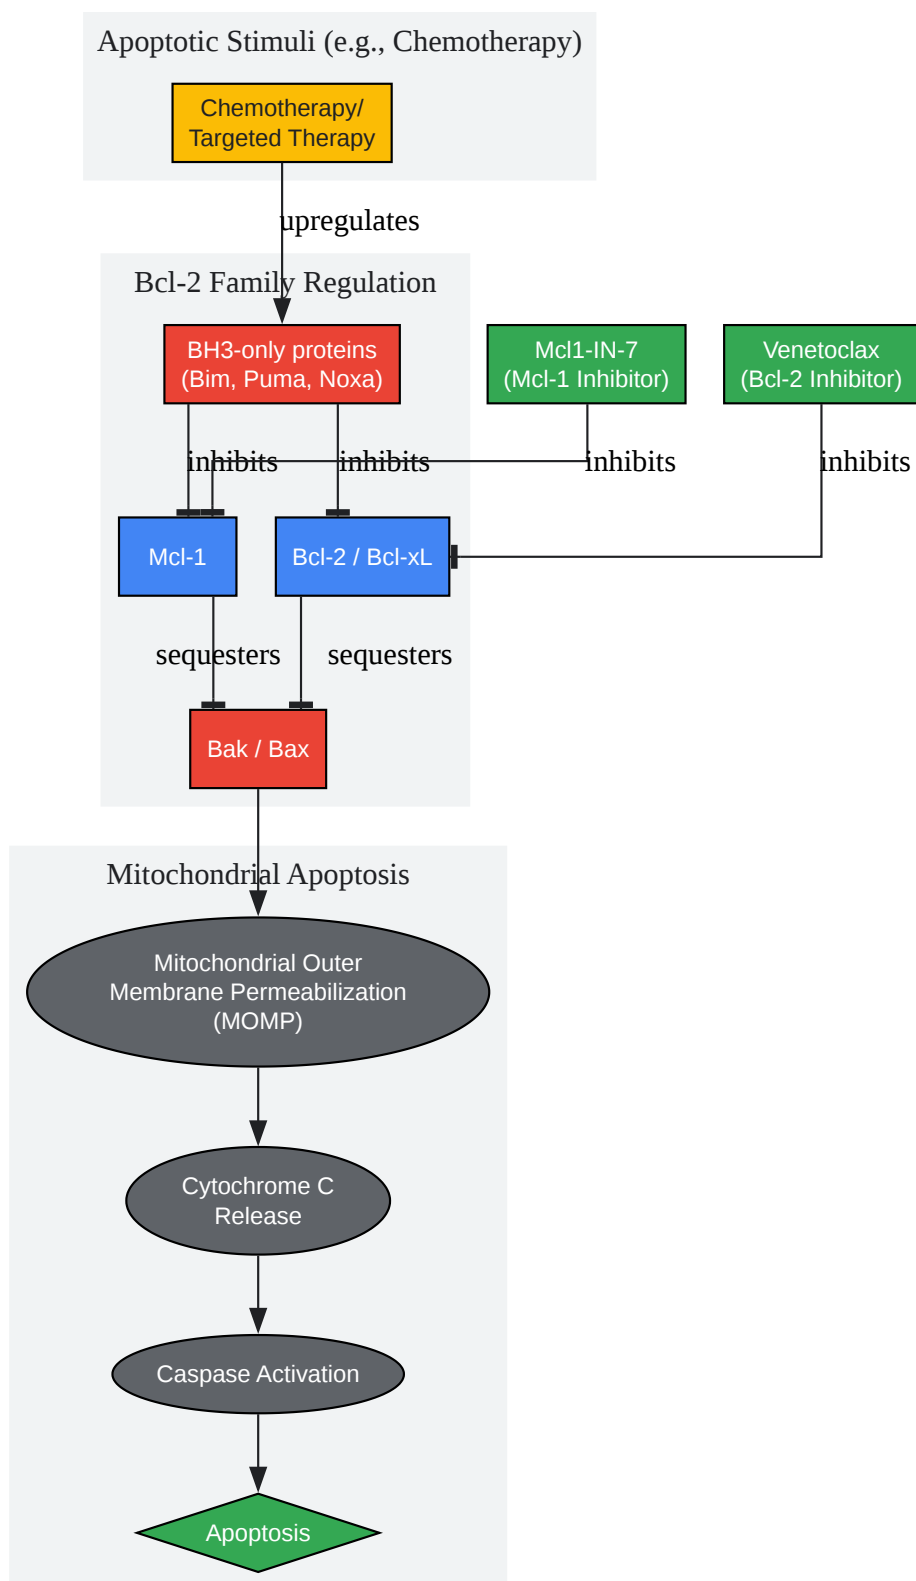 Apoptotic Stimuli (e.g., Chemotherapy)
Chemotherapy/
Targeted Therapy
upregulates
Bcl-2 Family Regulation
BH3-only proteins
(Bim, Puma, Noxa)
Mcl1-IN-7
(Mcl-1 Inhibitor)
Venetoclax
(Bcl-2 Inhibitor)
inhibits
inhibits
inhibits
inhibits
Mcl-1
Bcl-2 / Bcl-xL
sequesters
sequesters
Bak / Bax
Mitochondrial Apoptosis
Mitochondrial Outer
Membrane Permeabilization
(MOMP)
Cytochrome C
Release
Caspase Activation
Apoptosis